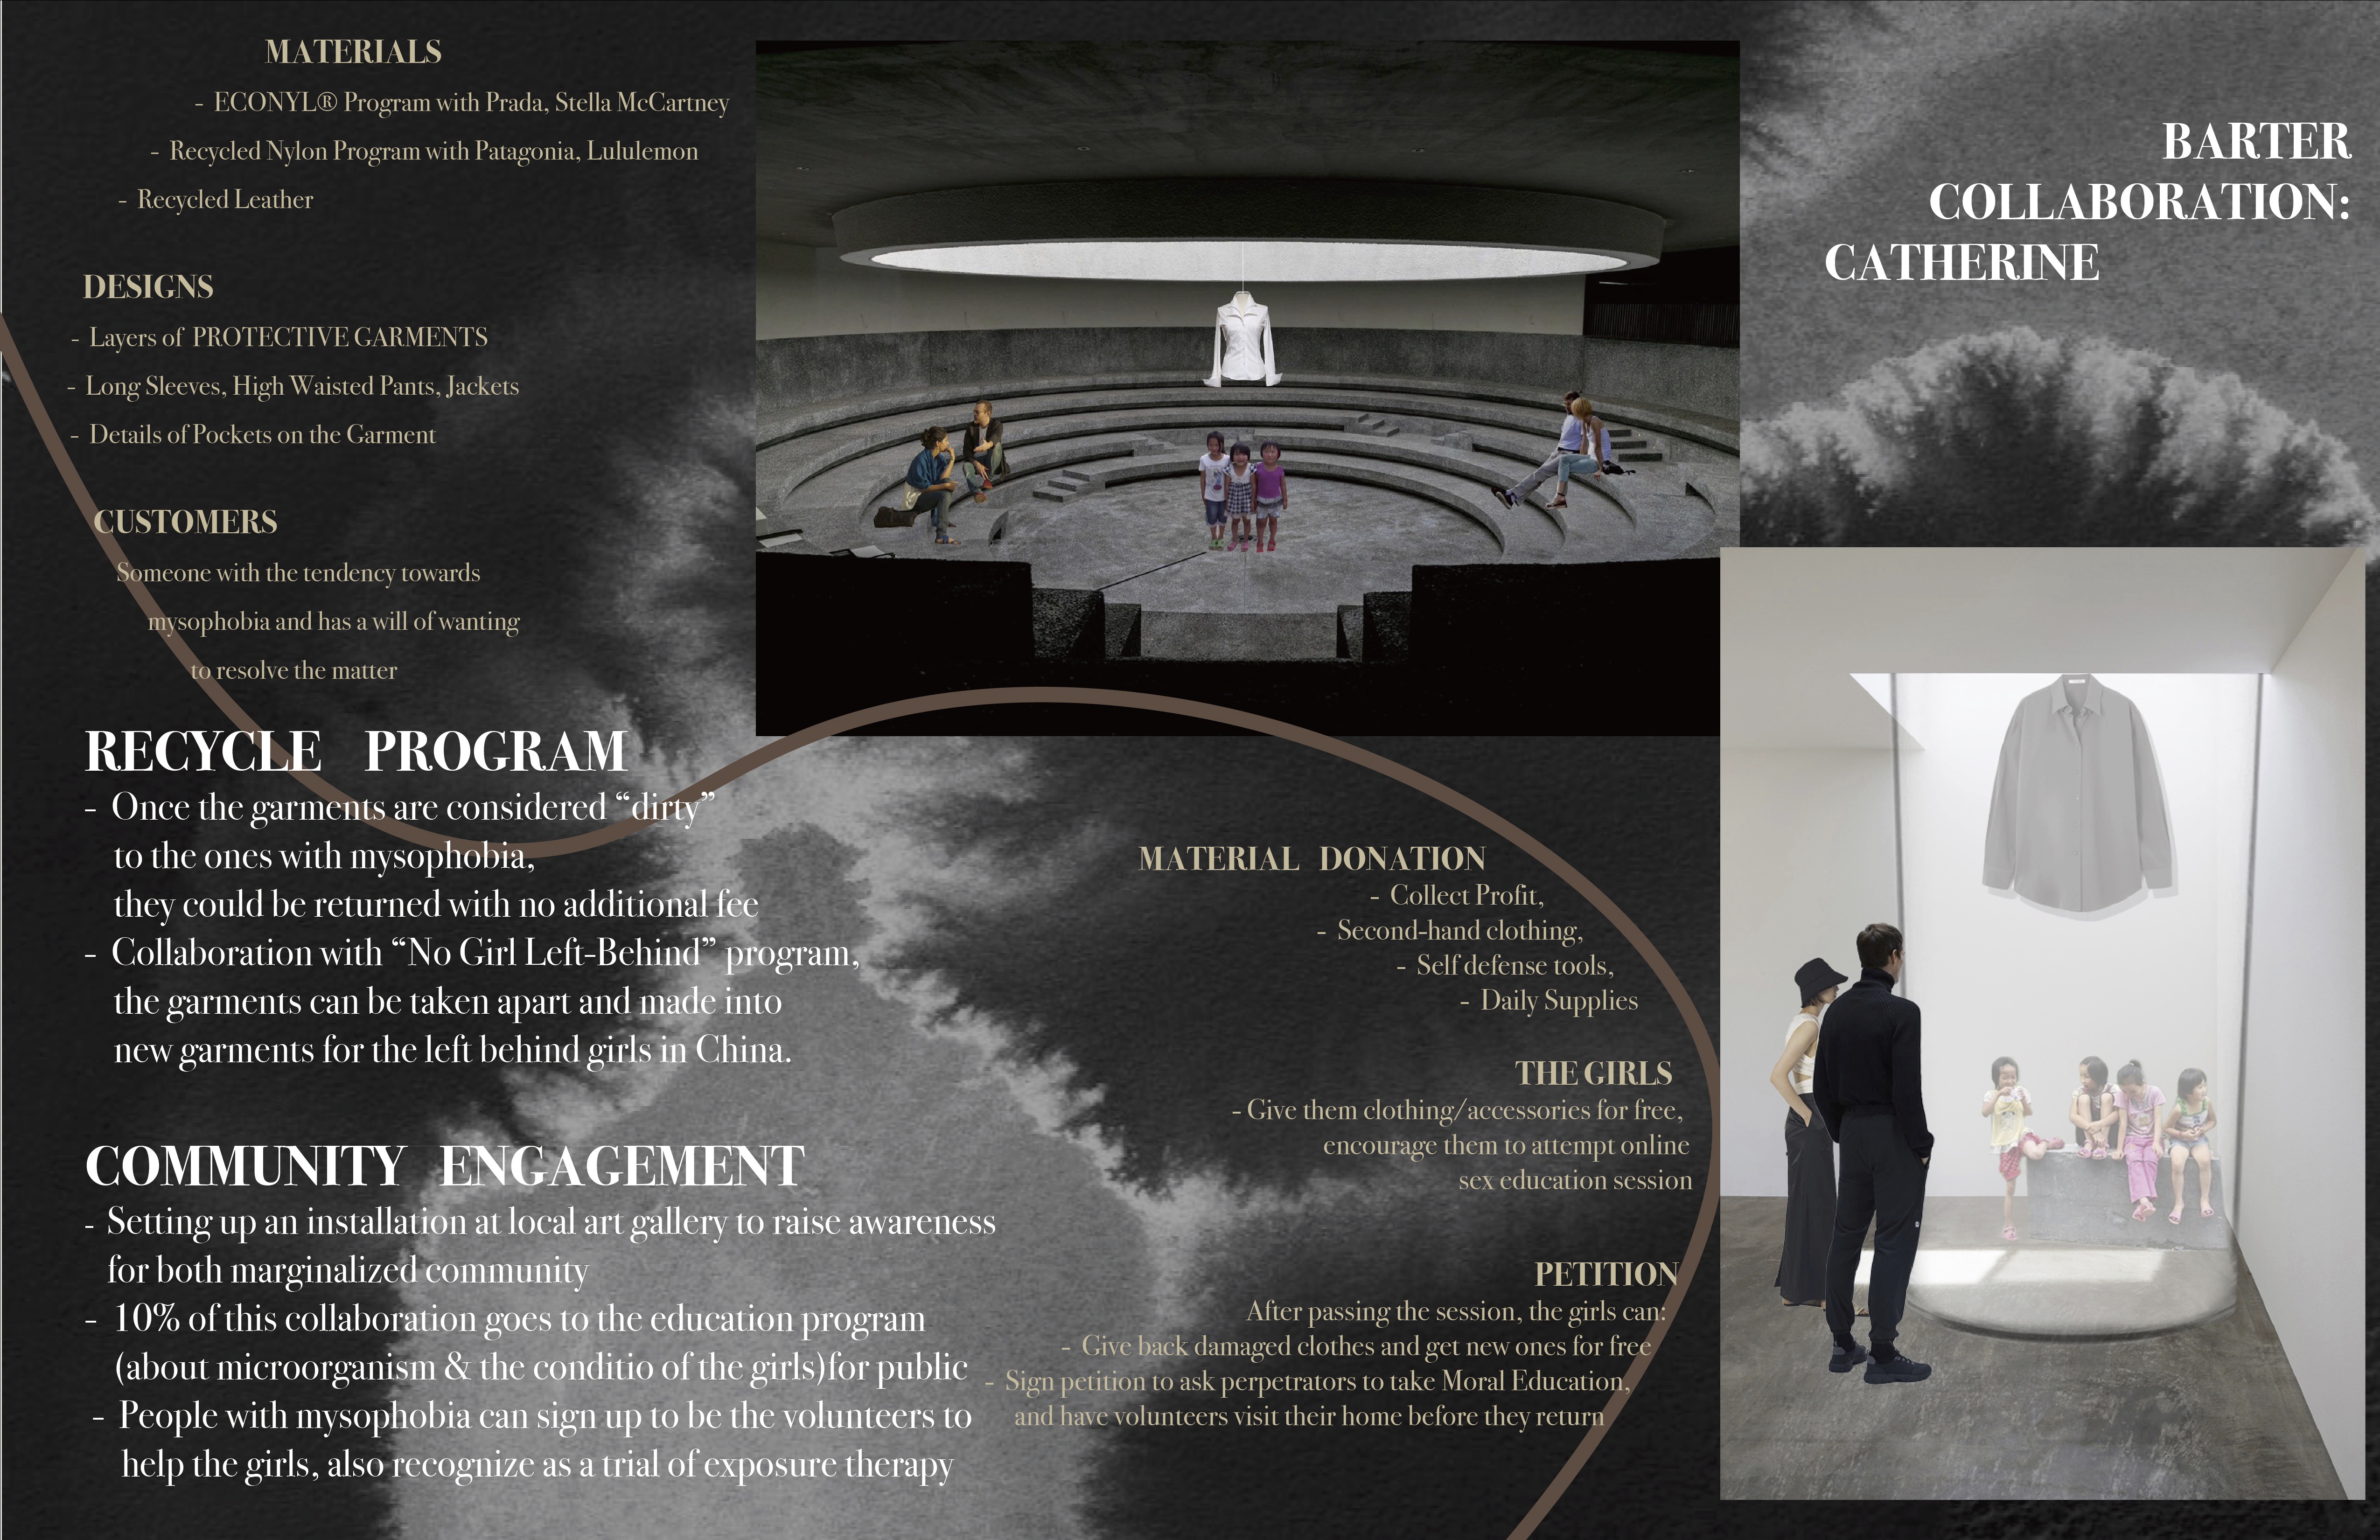 MATERIALS
- ECONYL® Program with Prada, Stella McCartney
- Recycled Nylon Program with Patagonia, Lululemon
- Recycled Leather
DESIGNS
- Layers of PROTECTIVE GARMENTS
- Long Sleeves, High Waisted Pants, Jackets
- Details of Pockets on the Garment
CUSTOMERS
Someone with the tendency towards
mysophobia and has a will of wanting
to resolve the matter
RECYCLE PROGRAM
- Once the garments are considered “dirty”
to the ones with mysophobia,
they could be returned with no additional fee
- Collaboration with “No Girl Left-Behind” program,
the garments can be taken apart and made into
new garments for the left behind girls in China.
COMMUNITY ENGAGEMENT
- Setting up an installation at local art gallery to raise awareness
for both marginalized community
- 10% of this collaboration goes to the education program
(about microorganism & the conditio of the girls)for public
- People with mysophobia can sign up to be the volunteers to
help the girls, also recognize as a trial of exposure therapy
BARTER
COLLABORATION:
CATHERINE
MATERIAL DONATION
- Collect Profit,
- Second-hand clothing,
- Self defense tools,
- Daily Supplies
THE GIRLS
- Give them clothing/accessories for free,
encourage them to attempt online
sex education session
PETITION
After passing the session, the girls can:
- Give back damaged clothes and get new ones for free
- Sign petition to ask perpetrators to take Moral Education,
and have volunteers visit their home before they return